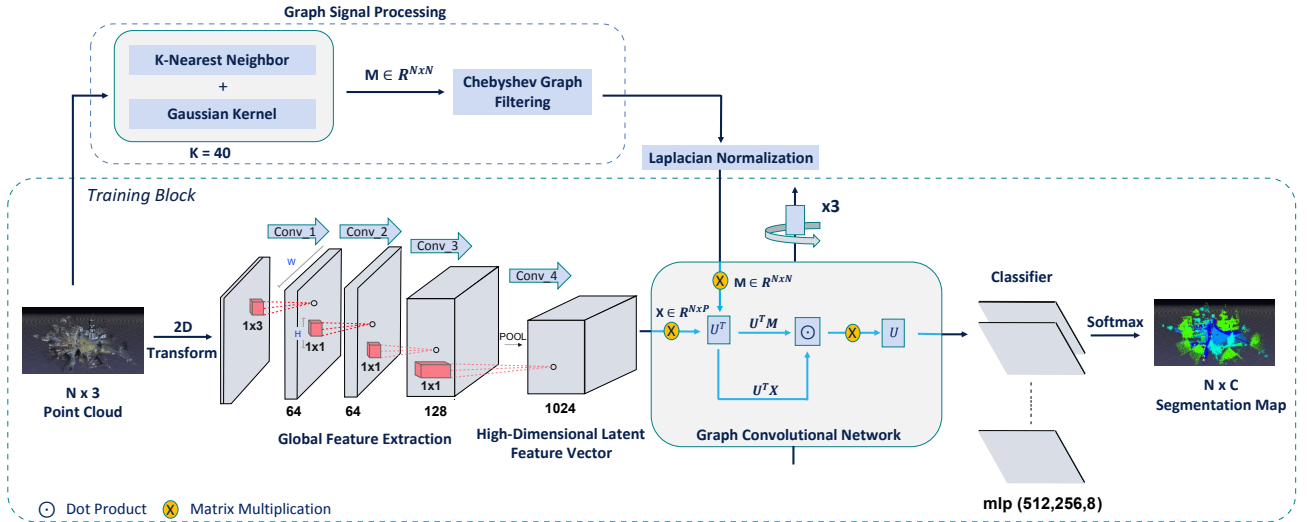 Graph Signal Processing
K-Nearest Neighbor
+
Gaussian Kernel
K = 40
M ∈ R^{NxN}
Chebyshev Graph
Filtering
Laplacian Normalization
Training Block
x3
Conv_1
Conv_2
Conv_3
Conv_4
W
H
1x3
1x1
1x1
1x1
POOL
64
64
128
1024
2D
Transform
N x 3
Point Cloud
Global Feature Extraction
High-Dimensional Latent
Feature Vector
X
M ∈ R^{NxN}
X ∈ R^{NxP}
X
U^T
U^T M
X
U
U^T X
Graph Convolutional Network
Classifier
Softmax
N x C
Segmentation Map
mlp (512,256,8)
Dot Product
X
Matrix Multiplication